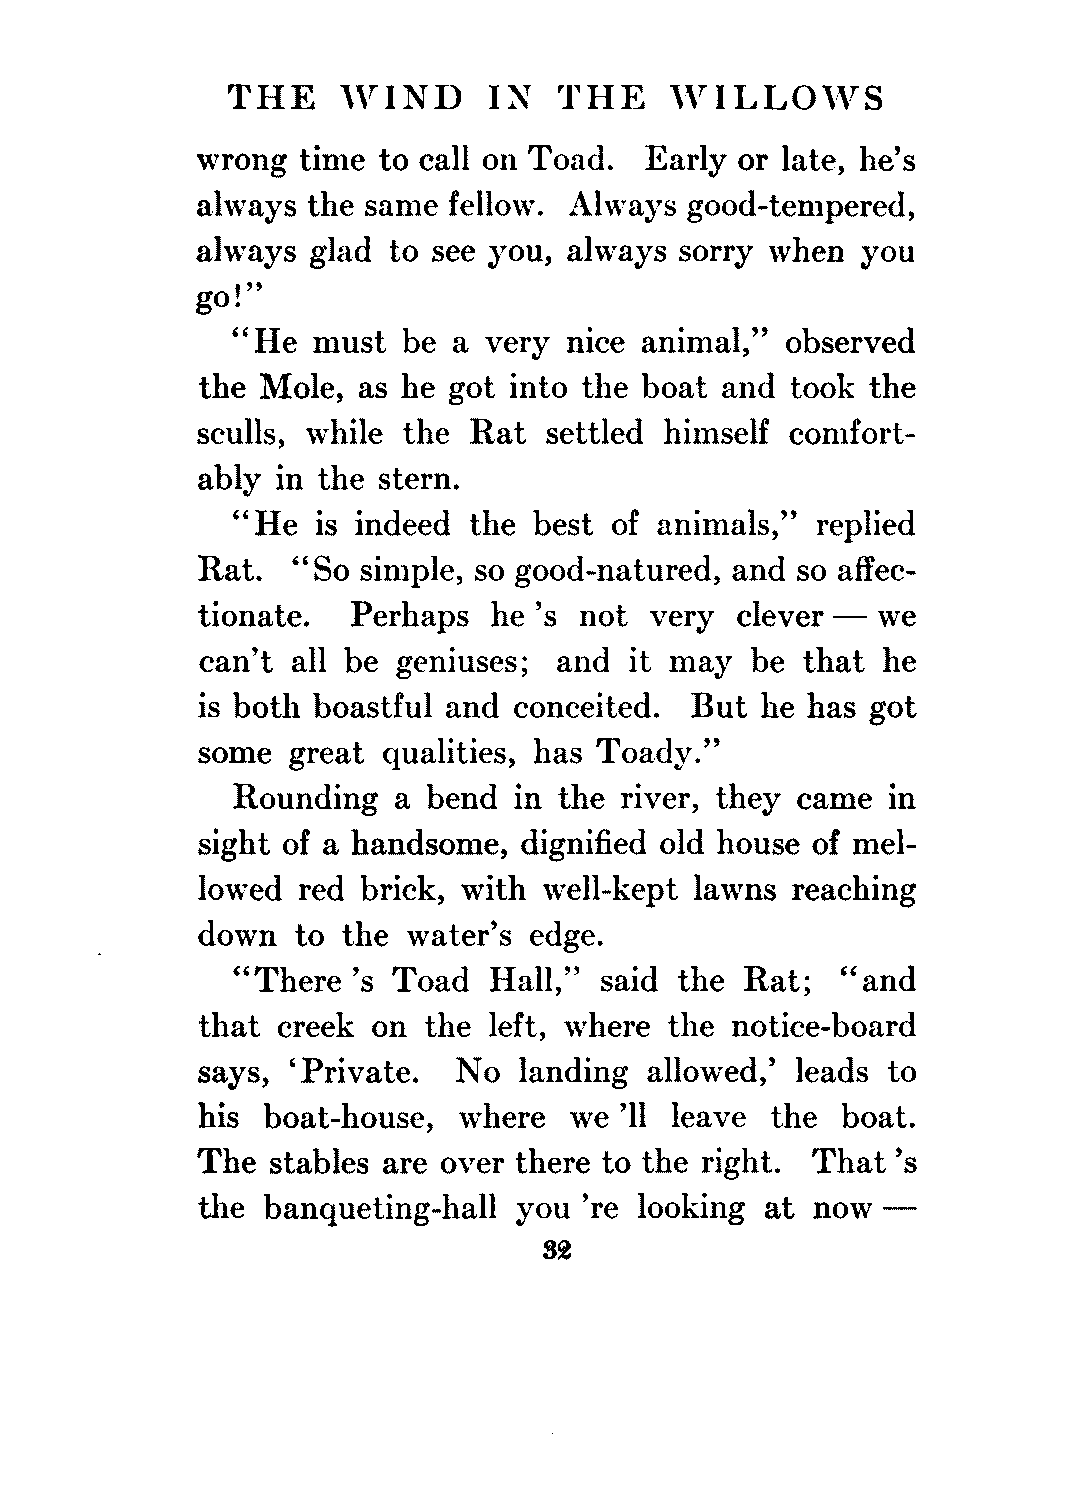 THE WIND IN THE WILLOWS
wrong time to call on Toad. Early or late, he's
always the same fellow. Always good-tempered,
always glad to see you, always sorry when you
go!"
"He must be a very nice animal," observed
the Mole, as he got into the boat and took the
sculls, while the Rat settled himself comfort-
ably in the stern.
"He is indeed the best of animals," replied
Rat. "So simple, so good-natured, and so affec-
tionate. Perhaps he 's not very clever — we
can't all be geniuses; and it may be that he
is both boastful and conceited. But he has got
some great qualities, has Toady."
Rounding a bend in the river, they came in
sight of a handsome, dignified old house of mel-
lowed red brick, with well-kept lawns reaching
down to the water's edge.
"There 's Toad Hall," said the Rat; "and
that creek on the left, where the notice-board
says, 'Private. No landing allowed,' leads to
his boat-house, where we 'll leave the boat.
The stables are over there to the right. That 's
the banqueting-hall you 're looking at now —
32